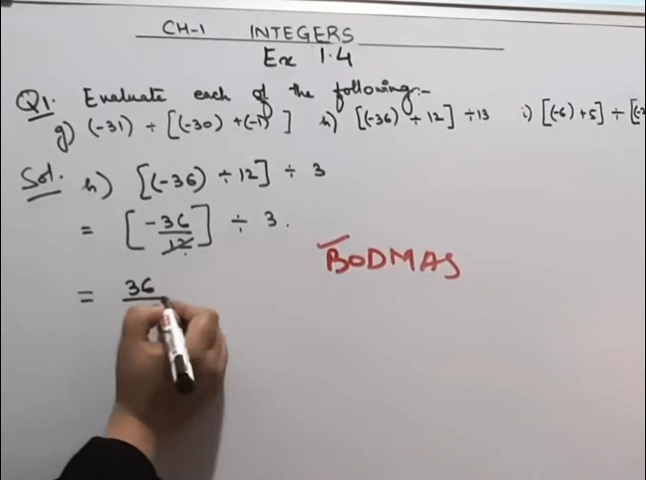 CH-1 INTEGERS
Ex 1.4
Q1. Evaluate each of the following:-
g) (-31) ÷ [(-30) +(-1) ] h) [(-36) ÷ 12] ÷13 i) [(-6) +5] ÷
Sol. h) [(-36) ÷12] ÷ 3
= [-36/12] ÷ 3.
BODMAS
= 36